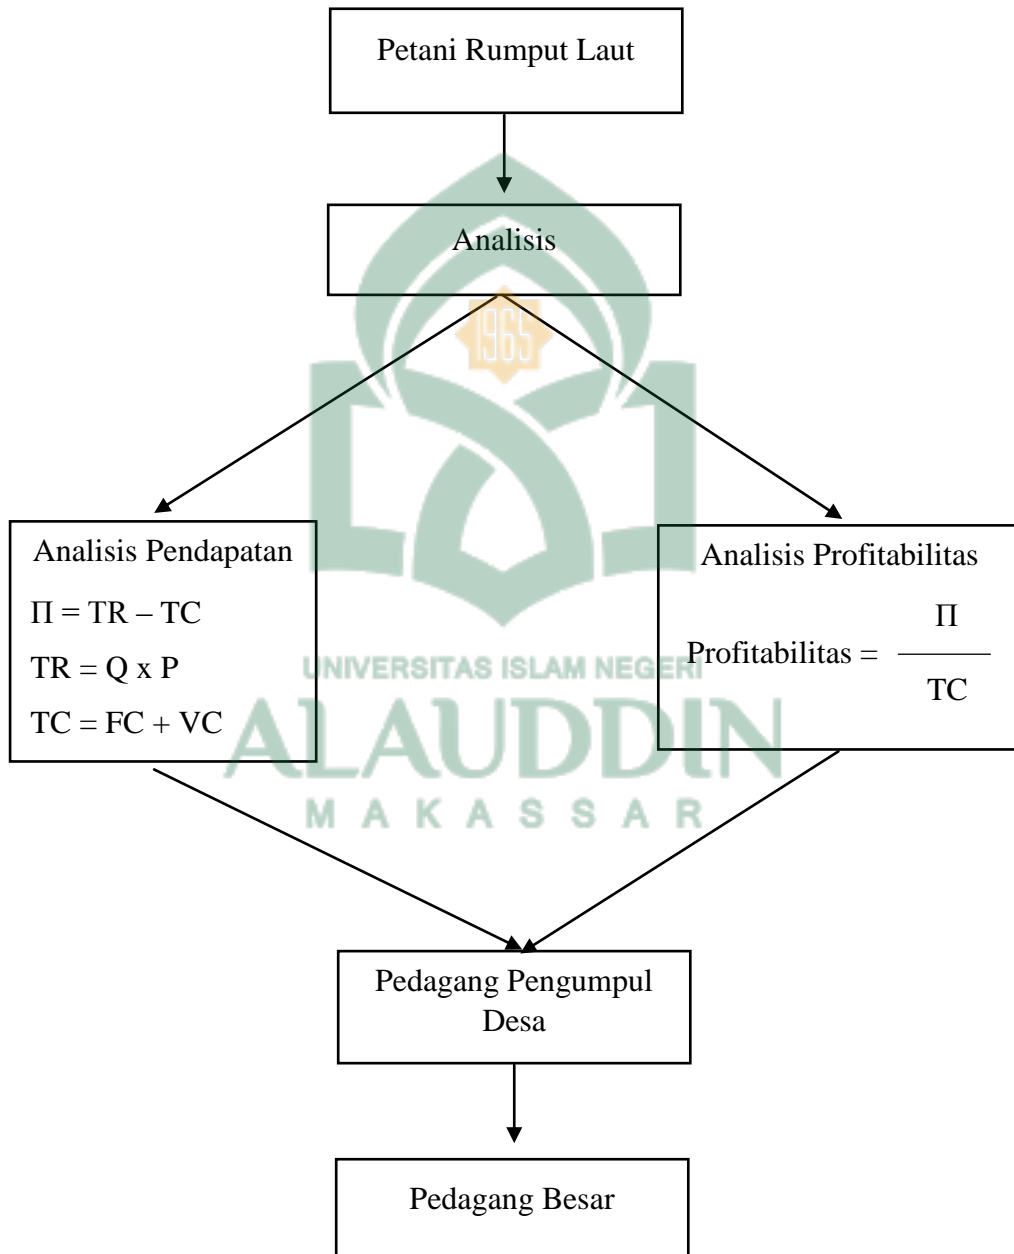 Petani Rumput Laut
Analisis
1965
Analisis Pendapatan
Π = TR – TC
TR = Q x P
TC = FC + VC
Analisis Profitabilitas
Π
Profitabilitas =
TC
UNIVERSITAS ISLAM NEGERI
ALAUDDIN
MAKASSAR
Pedagang Pengumpul
Desa
Pedagang Besar